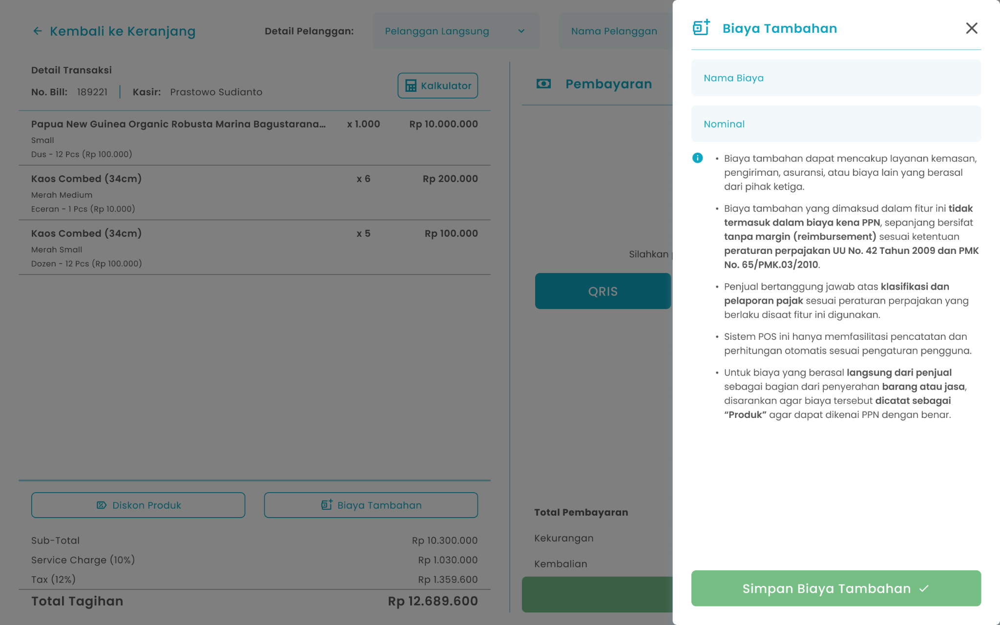 Kembali ke Keranjang
Detail Pelanggan:
Pelanggan Langsung
Nama Pelanggan
Detail Transaksi
No. Bill: 189221
Kasir: Prastowo Sudianto
Kalkulator
Papua New Guinea Organic Robusta Marina Bagustarana... x 1.000 Rp 10.000.000
Small
Dus - 12 Pcs (Rp 100.000)
Kaos Combed (34cm) x 6 Rp 200.000
Merah Medium
Eceran - 1 Pcs (Rp 10.000)
Kaos Combed (34cm) x 5 Rp 100.000
Merah Small
Dozen - 12 Pcs (Rp 100.000)
Diskon Produk
Biaya Tambahan
Sub-Total Rp 10.300.000
Service Charge (10%) Rp 1.030.000
Tax (12%) Rp 1.359.600
Total Tagihan Rp 12.689.600
Pembayaran
Silahkan
QRIS
Total Pembayaran
Kekurangan
Kembalian
Biaya Tambahan
Nama Biaya
Nominal
• Biaya tambahan dapat mencakup layanan kemasan,
pengiriman, asuransi, atau biaya lain yang berasal
dari pihak ketiga.
• Biaya tambahan yang dimaksud dalam fitur ini tidak
termasuk dalam biaya kena PPN, sepanjang bersifat
tanpa margin (reimbursement) sesuai ketentuan
peraturan perpajakan UU No. 42 Tahun 2009 dan PMK
No. 65/PMK.03/2010.
• Penjual bertanggung jawab atas klasifikasi dan
pelaporan pajak sesuai peraturan perpajakan yang
berlaku disaat fitur ini digunakan.
• Sistem POS ini hanya memfasilitasi pencatatan dan
perhitungan otomatis sesuai pengaturan pengguna.
• Untuk biaya yang berasal langsung dari penjual
sebagai bagian dari penyerahan barang atau jasa,
disarankan agar biaya tersebut dicatat sebagai
“Produk” agar dapat dikenai PPN dengan benar.
Simpan Biaya Tambahan